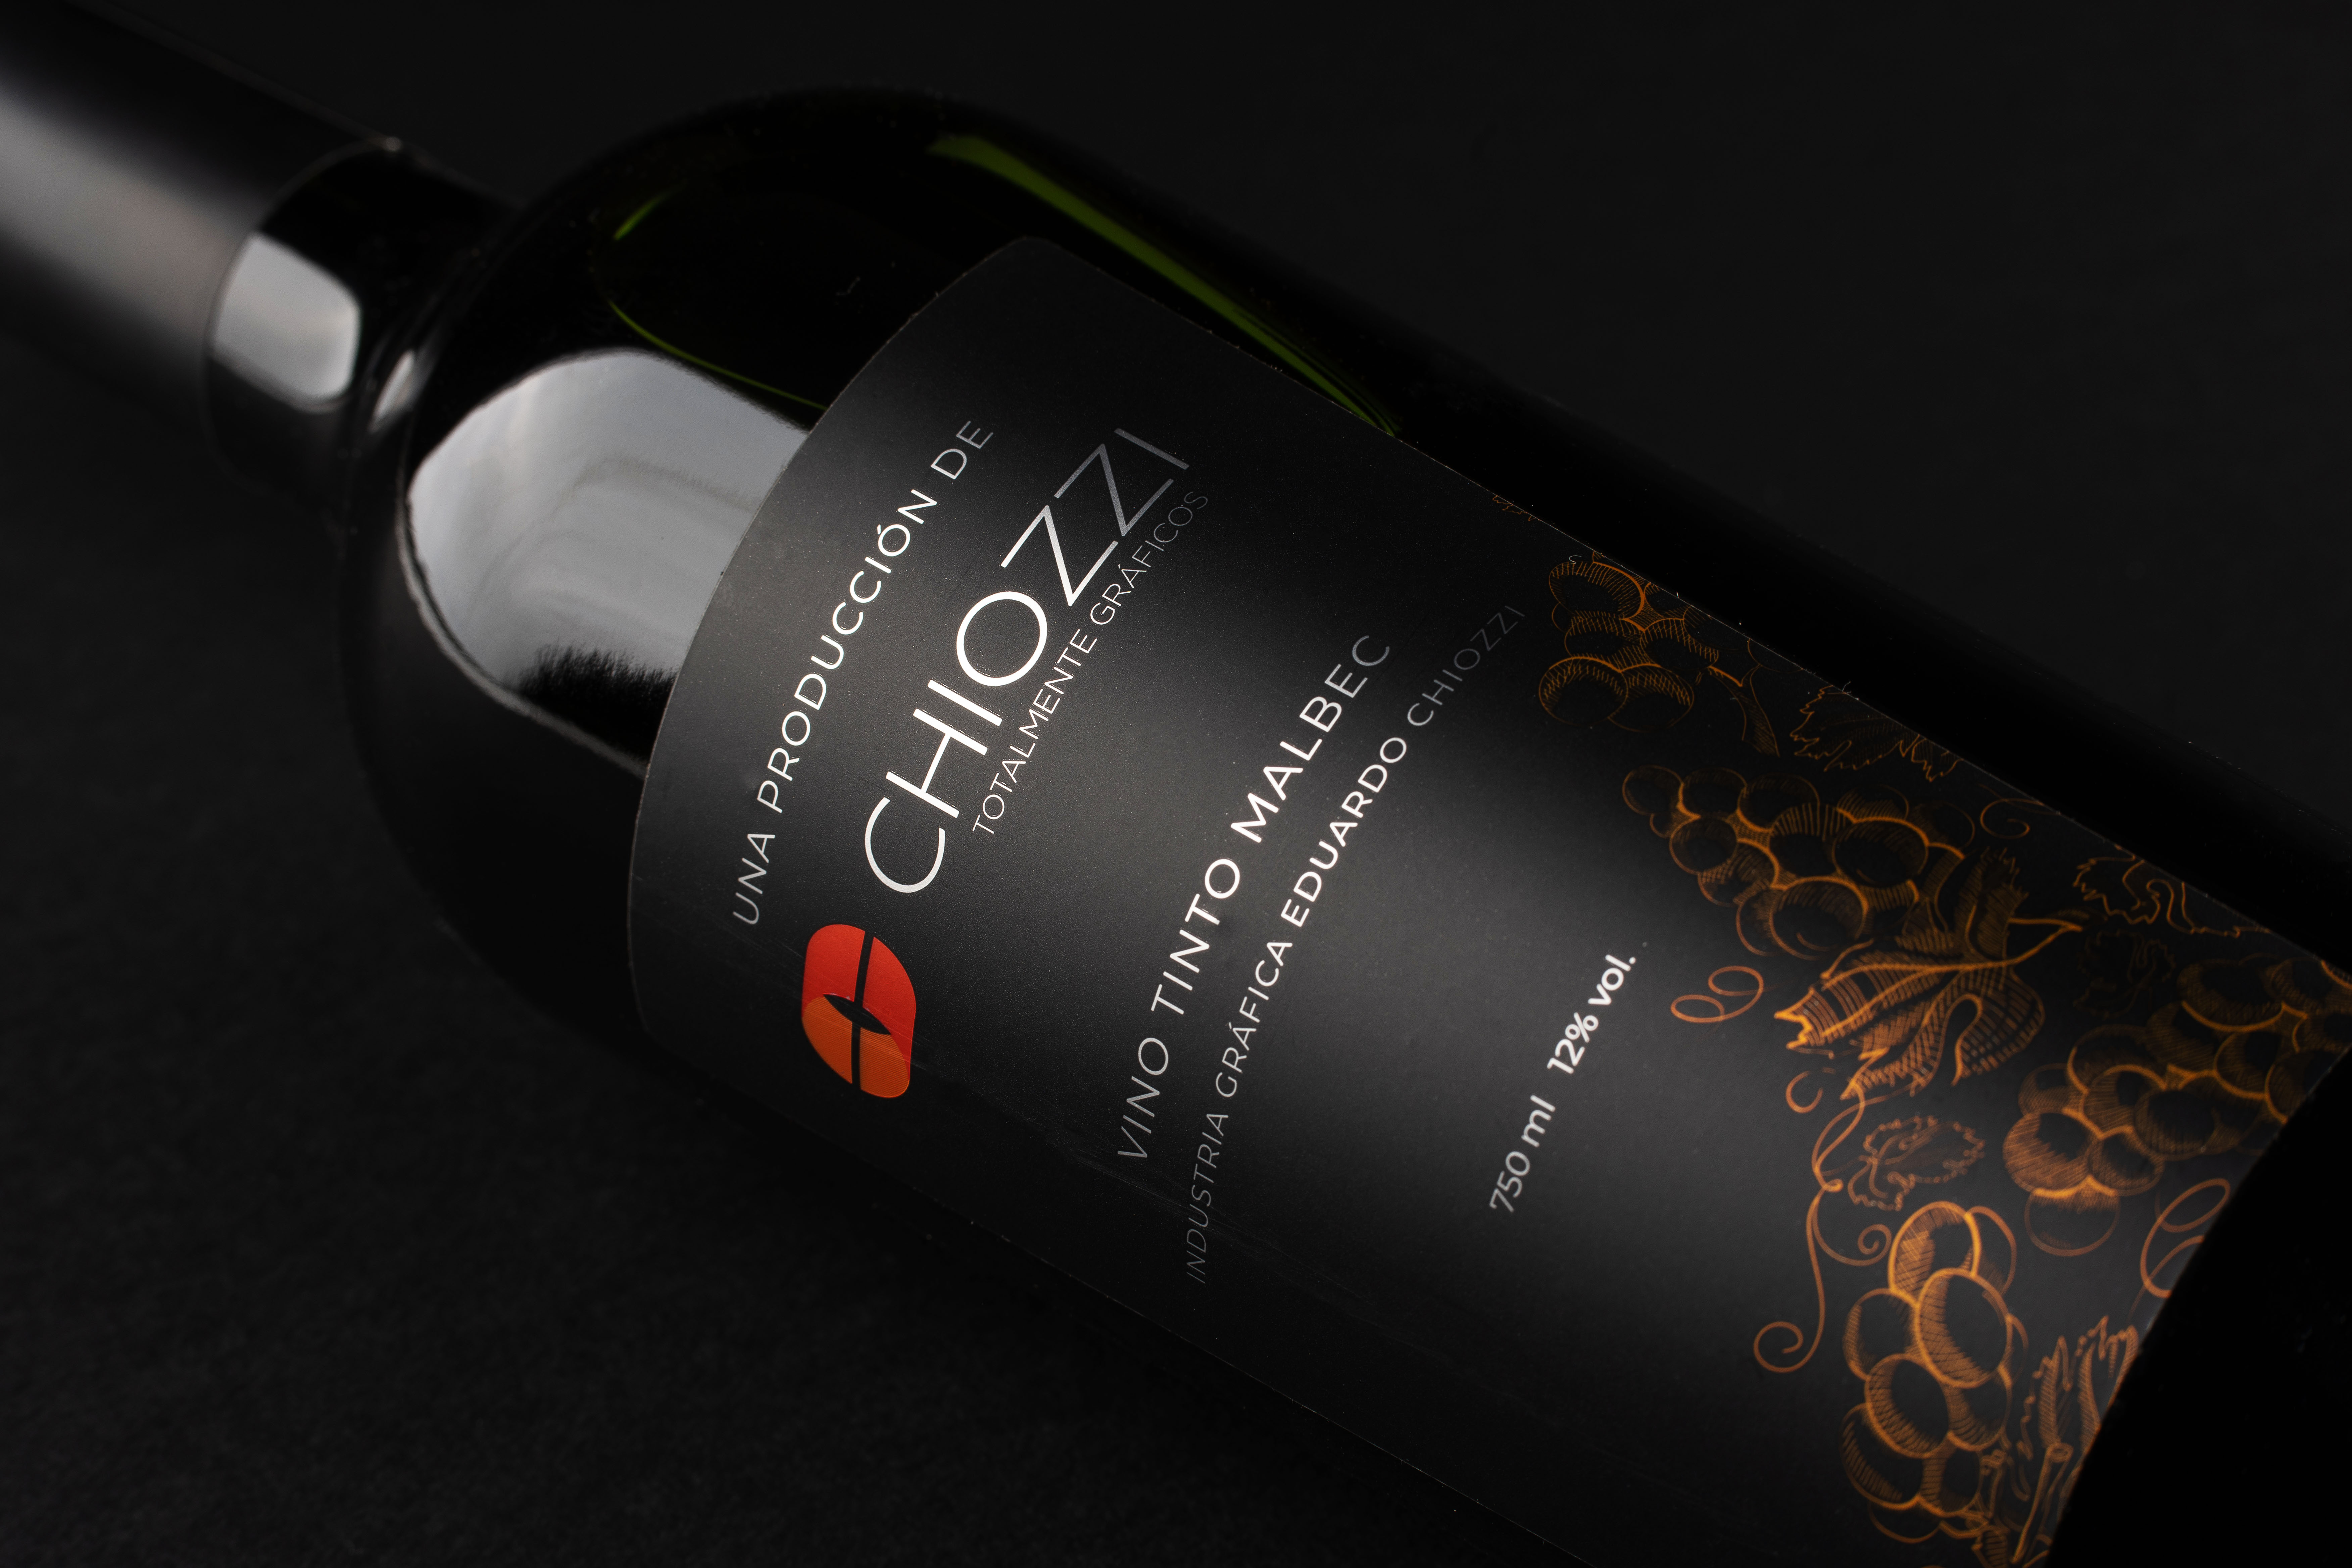 UNA PRODUCCIÓN DE
CHIOZZI
TOTALMENTE GRÁFICOS
VINO TINTO MALBEC
INDUSTRIA GRÁFICA EDUARDO CHIOZZI
750 ml 12% vol.